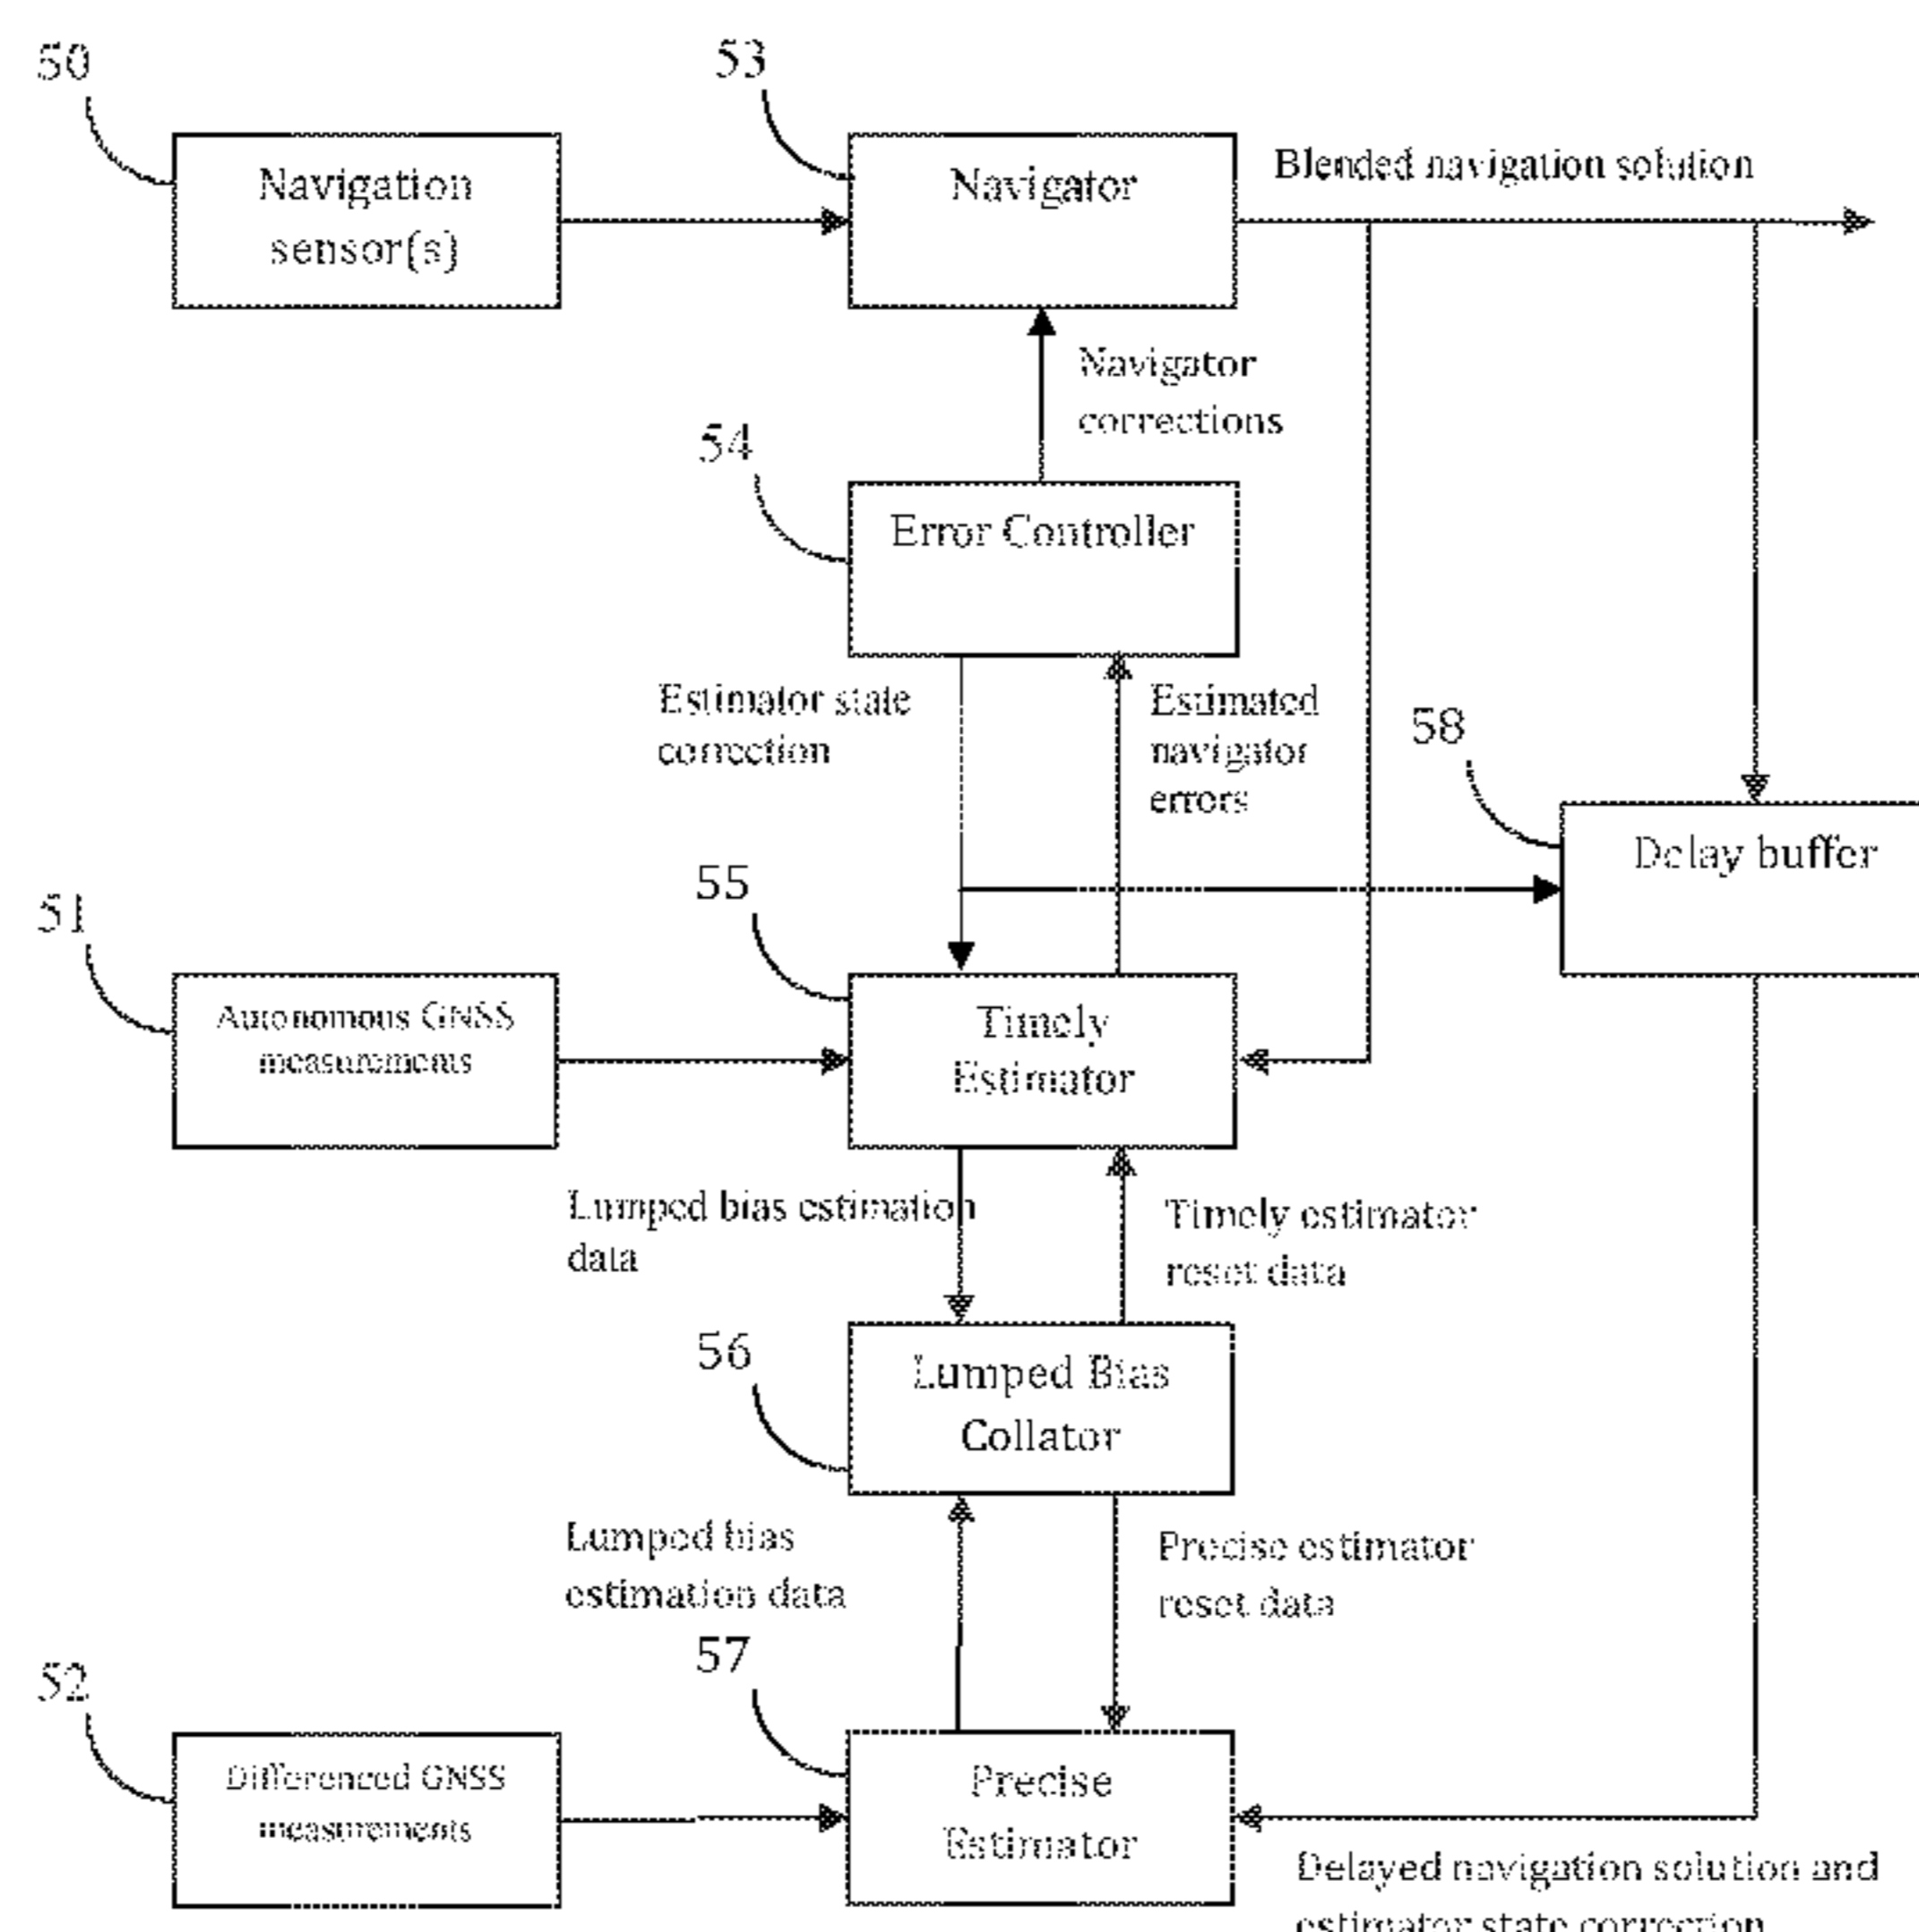 50
53
Navigation
sensor(s)
Navigator
Blended navigation solution
Navigator
corrections
54
Error Controller
Estimator state
correction
Estimated
navigator
errors
58
Delay buffer
55
51
Autonomous GNSS
measurements
Timely
Estimator
Lumped bias estimation
data
Timely estimator
reset data
56
Lumped Bias
Collator
Lumped bias
estimation data
Precise estimator
reset data
57
52
Differenced GNSS
measurements
Precise
Estimator
Delayed navigation solution and
estimator state correction